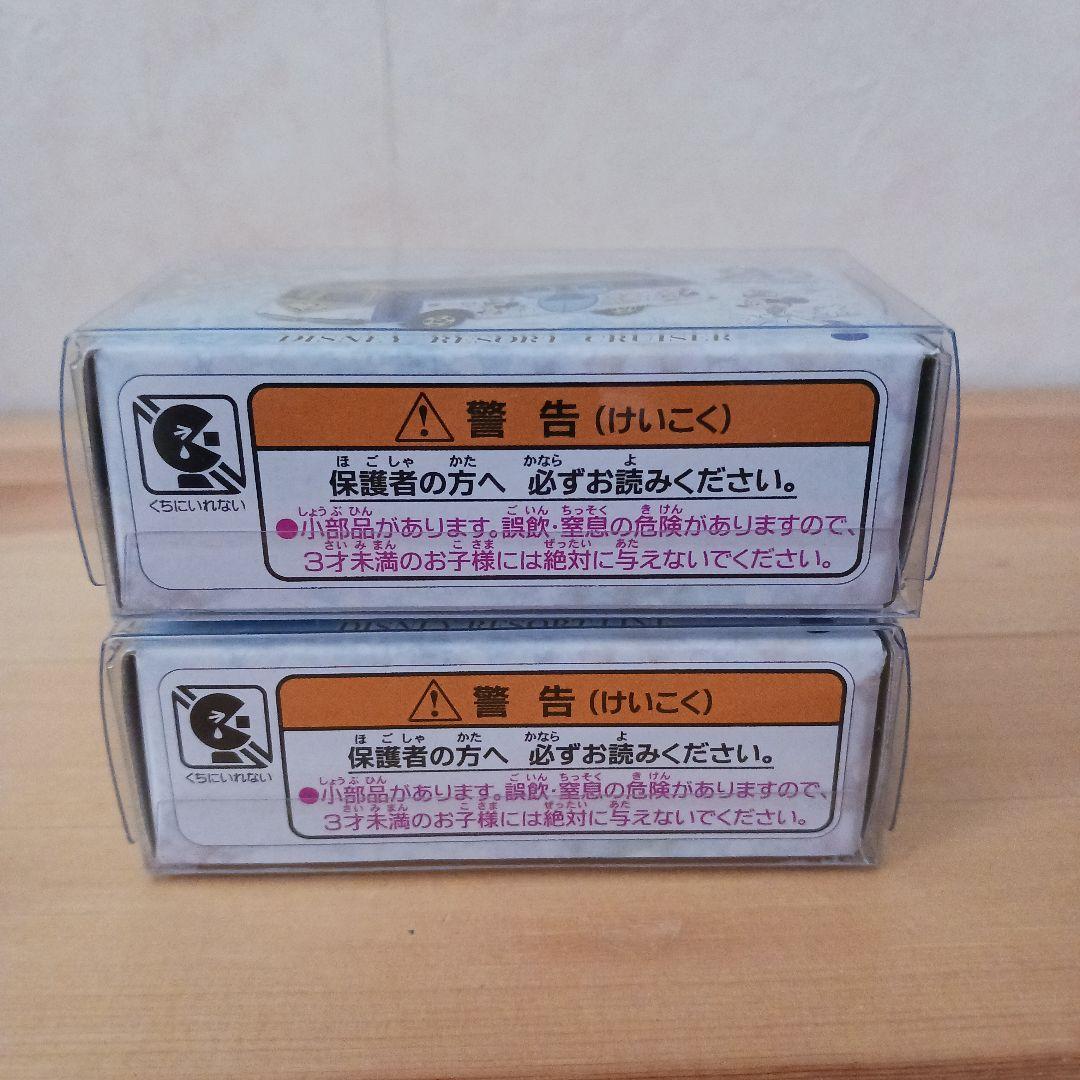 DISNEY RESORT CRUISER
警告(けいこく)
くちにいれない
ほごしゃ かた かなら よ
保護者の方へ 必ずお読みください。
しょうぶひん ごいん ちっそく きけん
●小部品があります。誤飲・窒息の危険がありますので、
さいみまん こさま ぜったい あた
3才未満のお子様には絶対に与えないでください。
DISNEY RESORT LINE
警告(けいこく)
くちにいれない
ほごしゃ かた かなら よ
保護者の方へ 必ずお読みください。
しょうぶひん ごいん ちっそく きけん
●小部品があります。誤飲・窒息の危険がありますので、
さいみまん こさま ぜったい あた
3才未満のお子様には絶対に与えないでください。